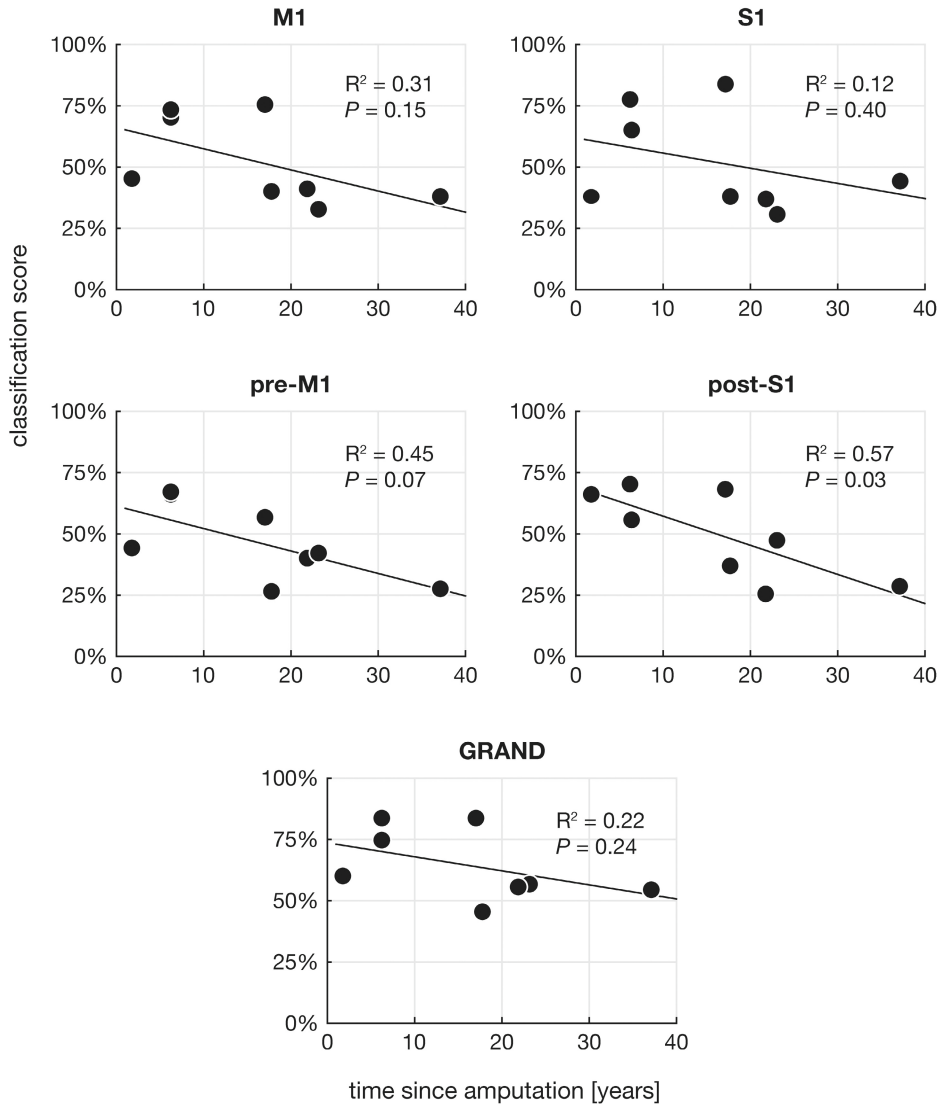 M1
100%
75%
50%
25%
0%
R² = 0.31
P = 0.15
0 10 20 30 40
S1
100%
75%
50%
25%
0%
R² = 0.12
P = 0.40
0 10 20 30 40
classification score
pre-M1
100%
75%
50%
25%
0%
R² = 0.45
P = 0.07
0 10 20 30 40
post-S1
100%
75%
50%
25%
0%
R² = 0.57
P = 0.03
0 10 20 30 40
GRAND
100%
75%
50%
25%
0%
R² = 0.22
P = 0.24
0 10 20 30 40
time since amputation [years]